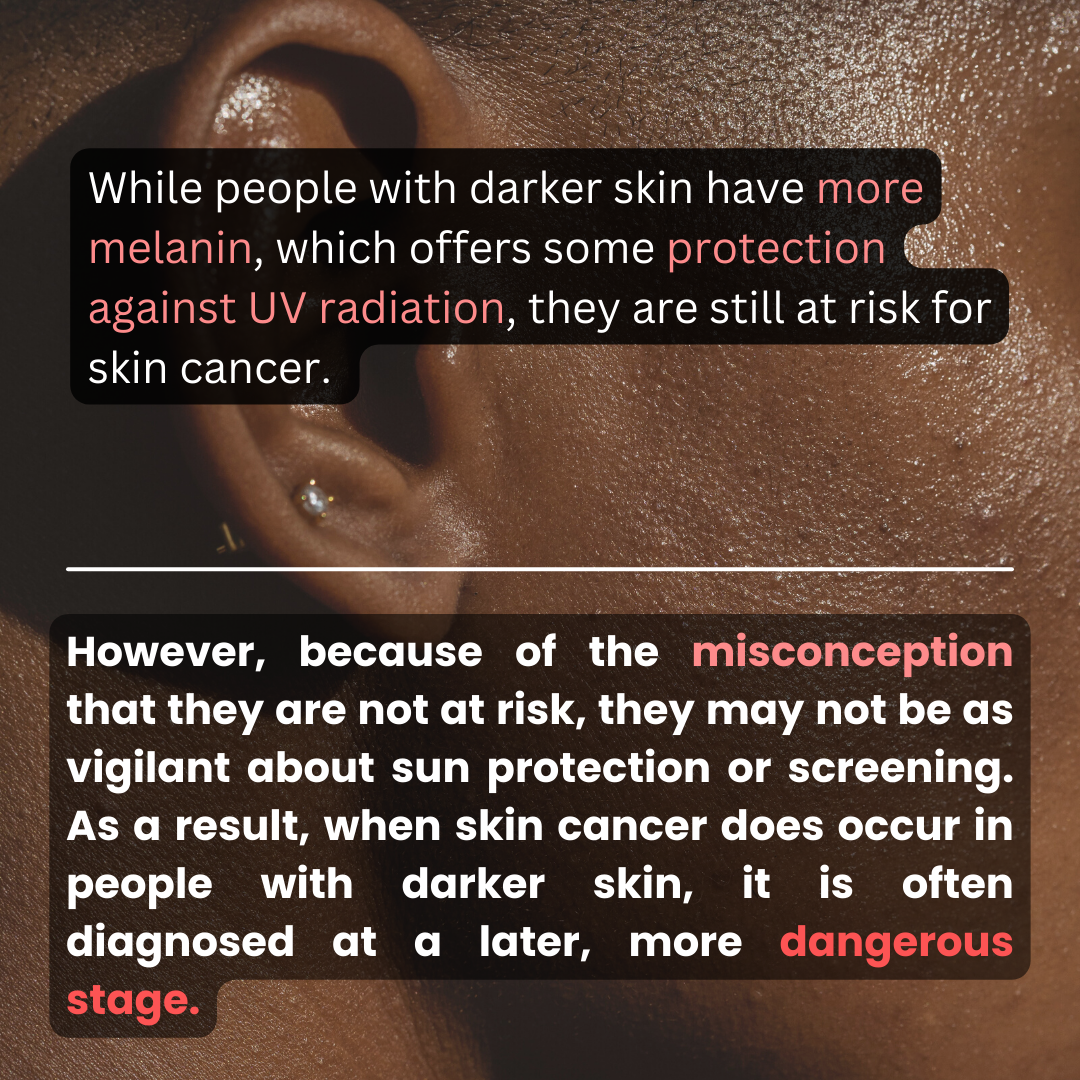 While people with darker skin have more
melanin, which offers some protection
against UV radiation, they are still at risk for
skin cancer.
However, because of the misconception
that they are not at risk, they may not be as
vigilant about sun protection or screening.
As a result, when skin cancer does occur in
people with darker skin, it is often
diagnosed at a later, more dangerous
stage.